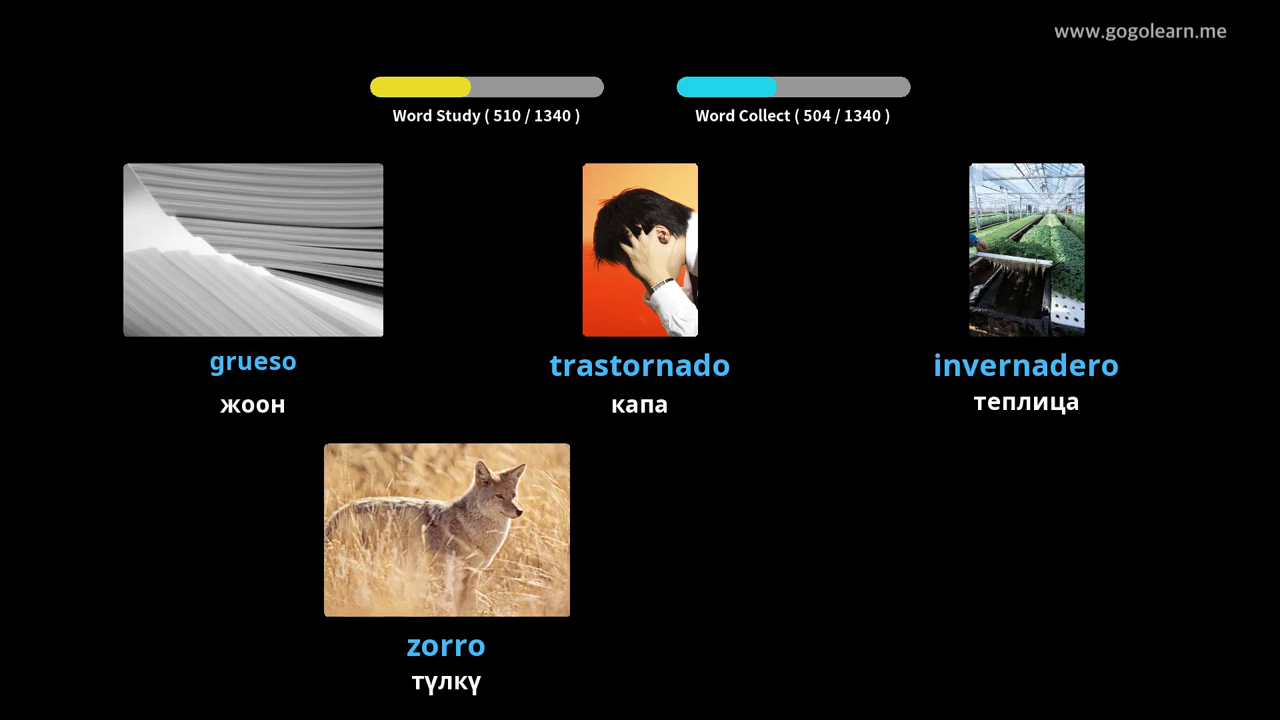 www.gogolearn.me
Word Study ( 510 / 1340 )
Word Collect ( 504 / 1340 )
grueso
жоон
trastornado
капа
invernadero
теплица
zorro
түлкү